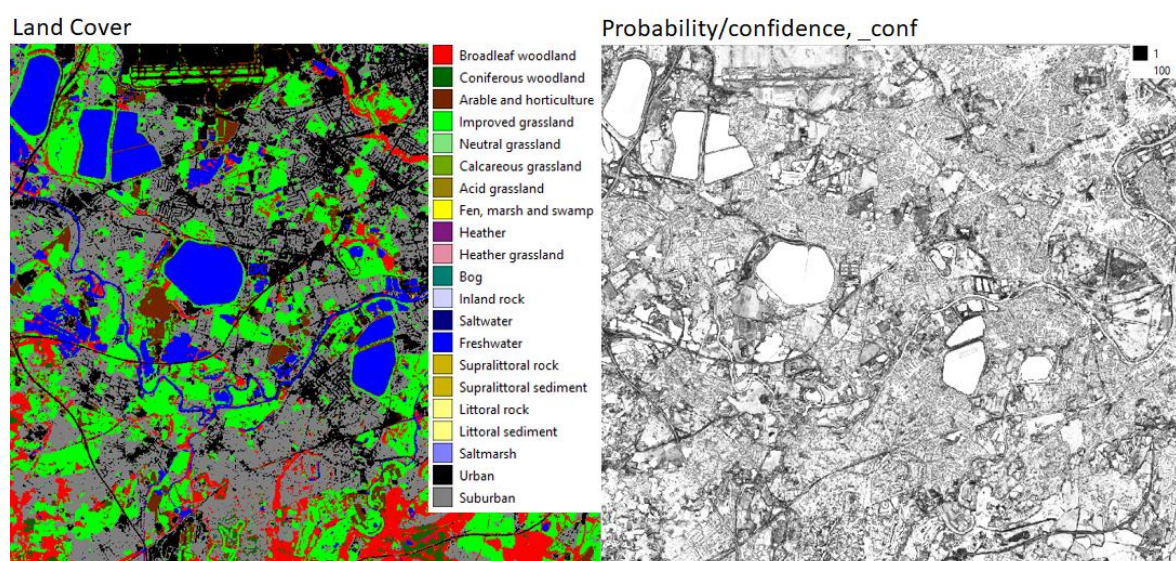 Land Cover
Broadleaf woodland
Coniferous woodland
Arable and horticulture
Improved grassland
Neutral grassland
Calcareous grassland
Acid grassland
Fen, marsh and swamp
Heather
Heather grassland
Bog
Inland rock
Saltwater
Freshwater
Supralittoral rock
Supralittoral sediment
Littoral rock
Littoral sediment
Saltmarsh
Urban
Suburban
Probability/confidence, _conf
1
100